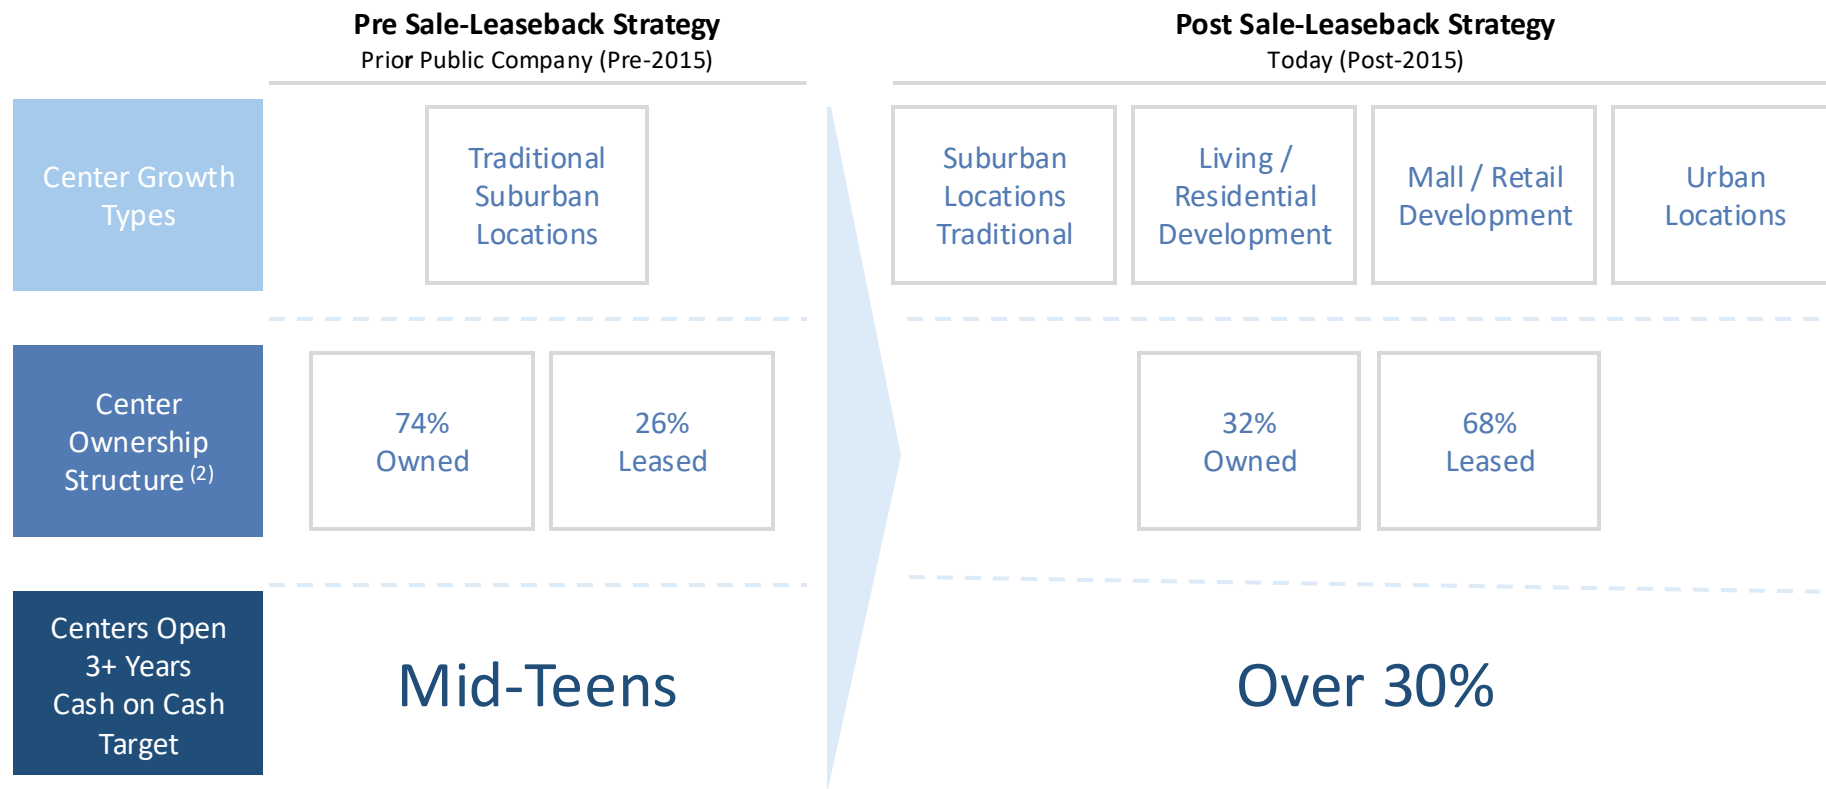 Pre Sale-Leaseback Strategy
Prior Public Company (Pre-2015)
Post Sale-Leaseback Strategy
Today (Post-2015)
Center Growth
Types
Traditional
Suburban
Locations
Suburban
Locations
Traditional
Living /
Residential
Development
Mall / Retail
Development
Urban
Locations
Center
Ownership
Structure (2)
74%
Owned
26%
Leased
32%
Owned
68%
Leased
Centers Open
3+ Years
Cash on Cash
Target
Mid-Teens
Over 30%